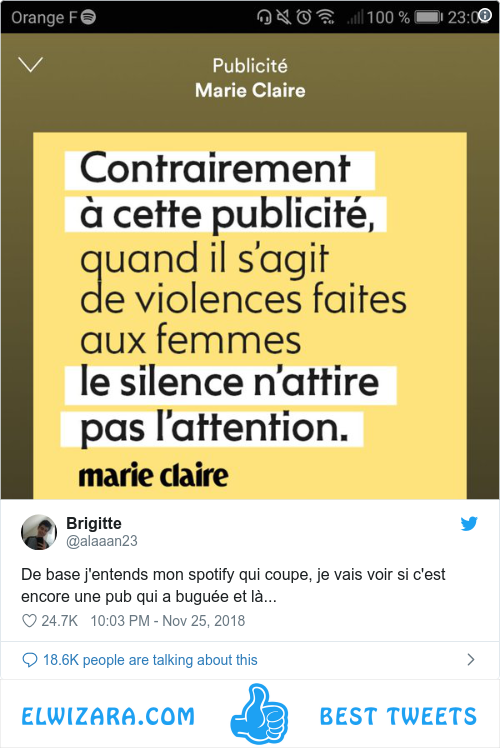 Orange F 100 % 23:0
Publicité
Marie Claire
Contrairement
à cette publicité,
quand il s'agit
de violences faites
aux femmes
le silence n'attire
pas l'attention.
marie claire
Brigitte
@alaaan23
De base j'entends mon spotify qui coupe, je vais voir si c'est
encore une pub qui a buguée et là...
24.7K 10:03 PM - Nov 25, 2018
18.6K people are talking about this
ELWIZARA.COM BEST TWEETS